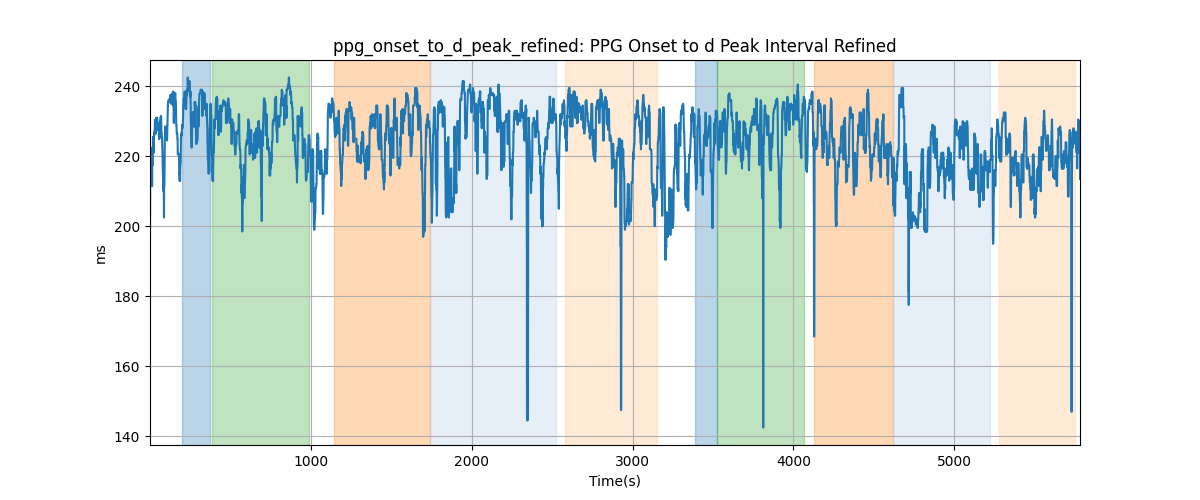 ppg_onset_to_d_peak_refined: PPG Onset to d Peak Interval Refined
240
220
200
180
160
140
ms
1000 2000 3000 4000 5000
Time(s)